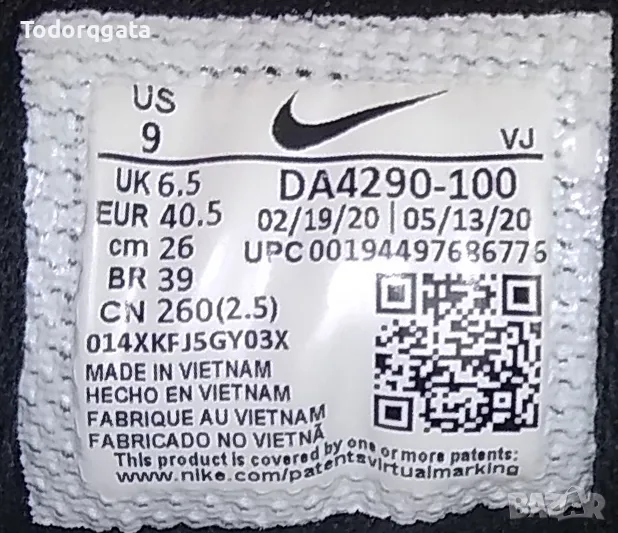 Todorqgata
US
9
VJ
UK 6.5
DA4290-100
EUR 40.5
02/19/20 | 05/13/20
cm 26
UPC 00194497686776
BR 39
CN 260(2.5)
014XKFJ5GY03X
MADE IN VIETNAM
HECHO EN VIETNAM
FABRIQUE AU VIETNAM
FABRICADO NO VIETNÃ
This product is covered by one or more patents:
www.nike.com/patentsvirtualmarking
BAZAR